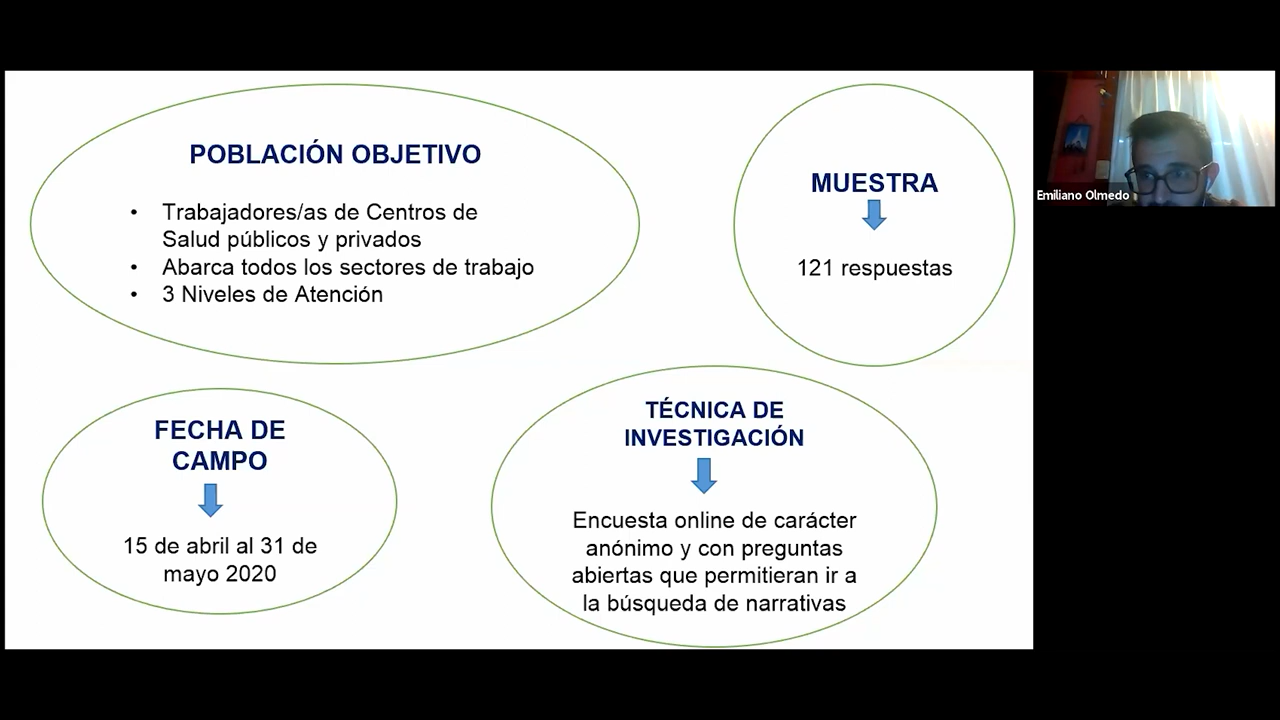 POBLACIÓN OBJETIVO
• Trabajadores/as de Centros de
Salud públicos y privados
• Abarca todos los sectores de trabajo
• 3 Niveles de Atención
MUESTRA
121 respuestas
Emiliano Olmedo
FECHA DE
CAMPO
15 de abril al 31 de
mayo 2020
TÉCNICA DE
INVESTIGACIÓN
Encuesta online de carácter
anónimo y con preguntas
abiertas que permitieran ir a
la búsqueda de narrativas